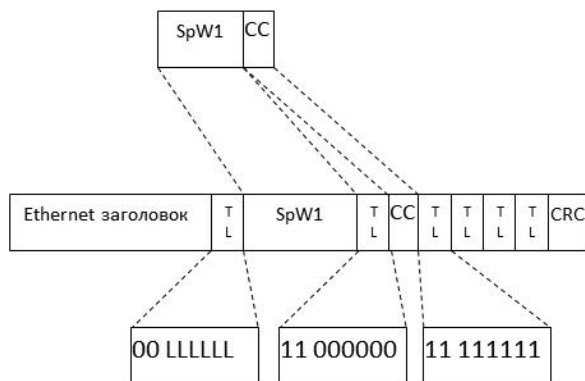 SpW1 CC
Ethernet заголовок T L SpW1 T L CC T L T L T L T L CRC
00 LLLLLL 11 000000 11 111111